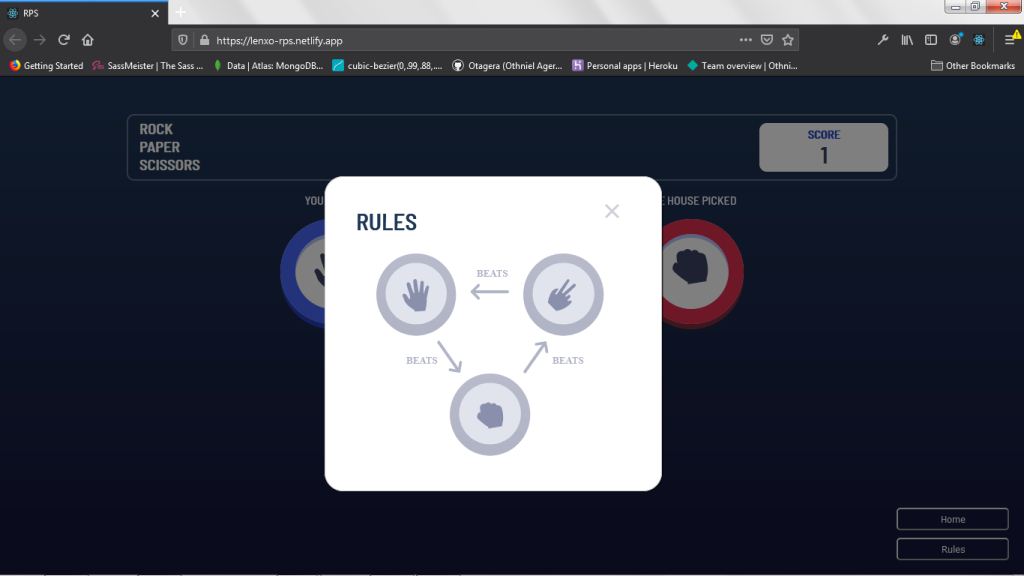 RPS
https://lenxo-rps.netlify.app
Getting Started
SassMeister | The Sass ...
Data | Atlas: MongoDB...
cubic-bezier(0,.99,.88,....
Otagera (Othniel Ager...
Personal apps | Heroku
Team overview | Othni...
Other Bookmarks
ROCK
PAPER
SCISSORS
SCORE
1
YOU
HOUSE PICKED
RULES
BEATS
BEATS
BEATS
Home
Rules